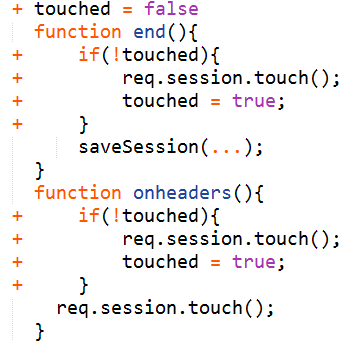 + touched = false
  function end(){
+     if(!touched){
+         req.session.touch();
+         touched = true;
+     }
      saveSession(...);
  }
  function onheaders(){
+     if(!touched){
+         req.session.touch();
+         touched = true;
+     }
    req.session.touch();
  }